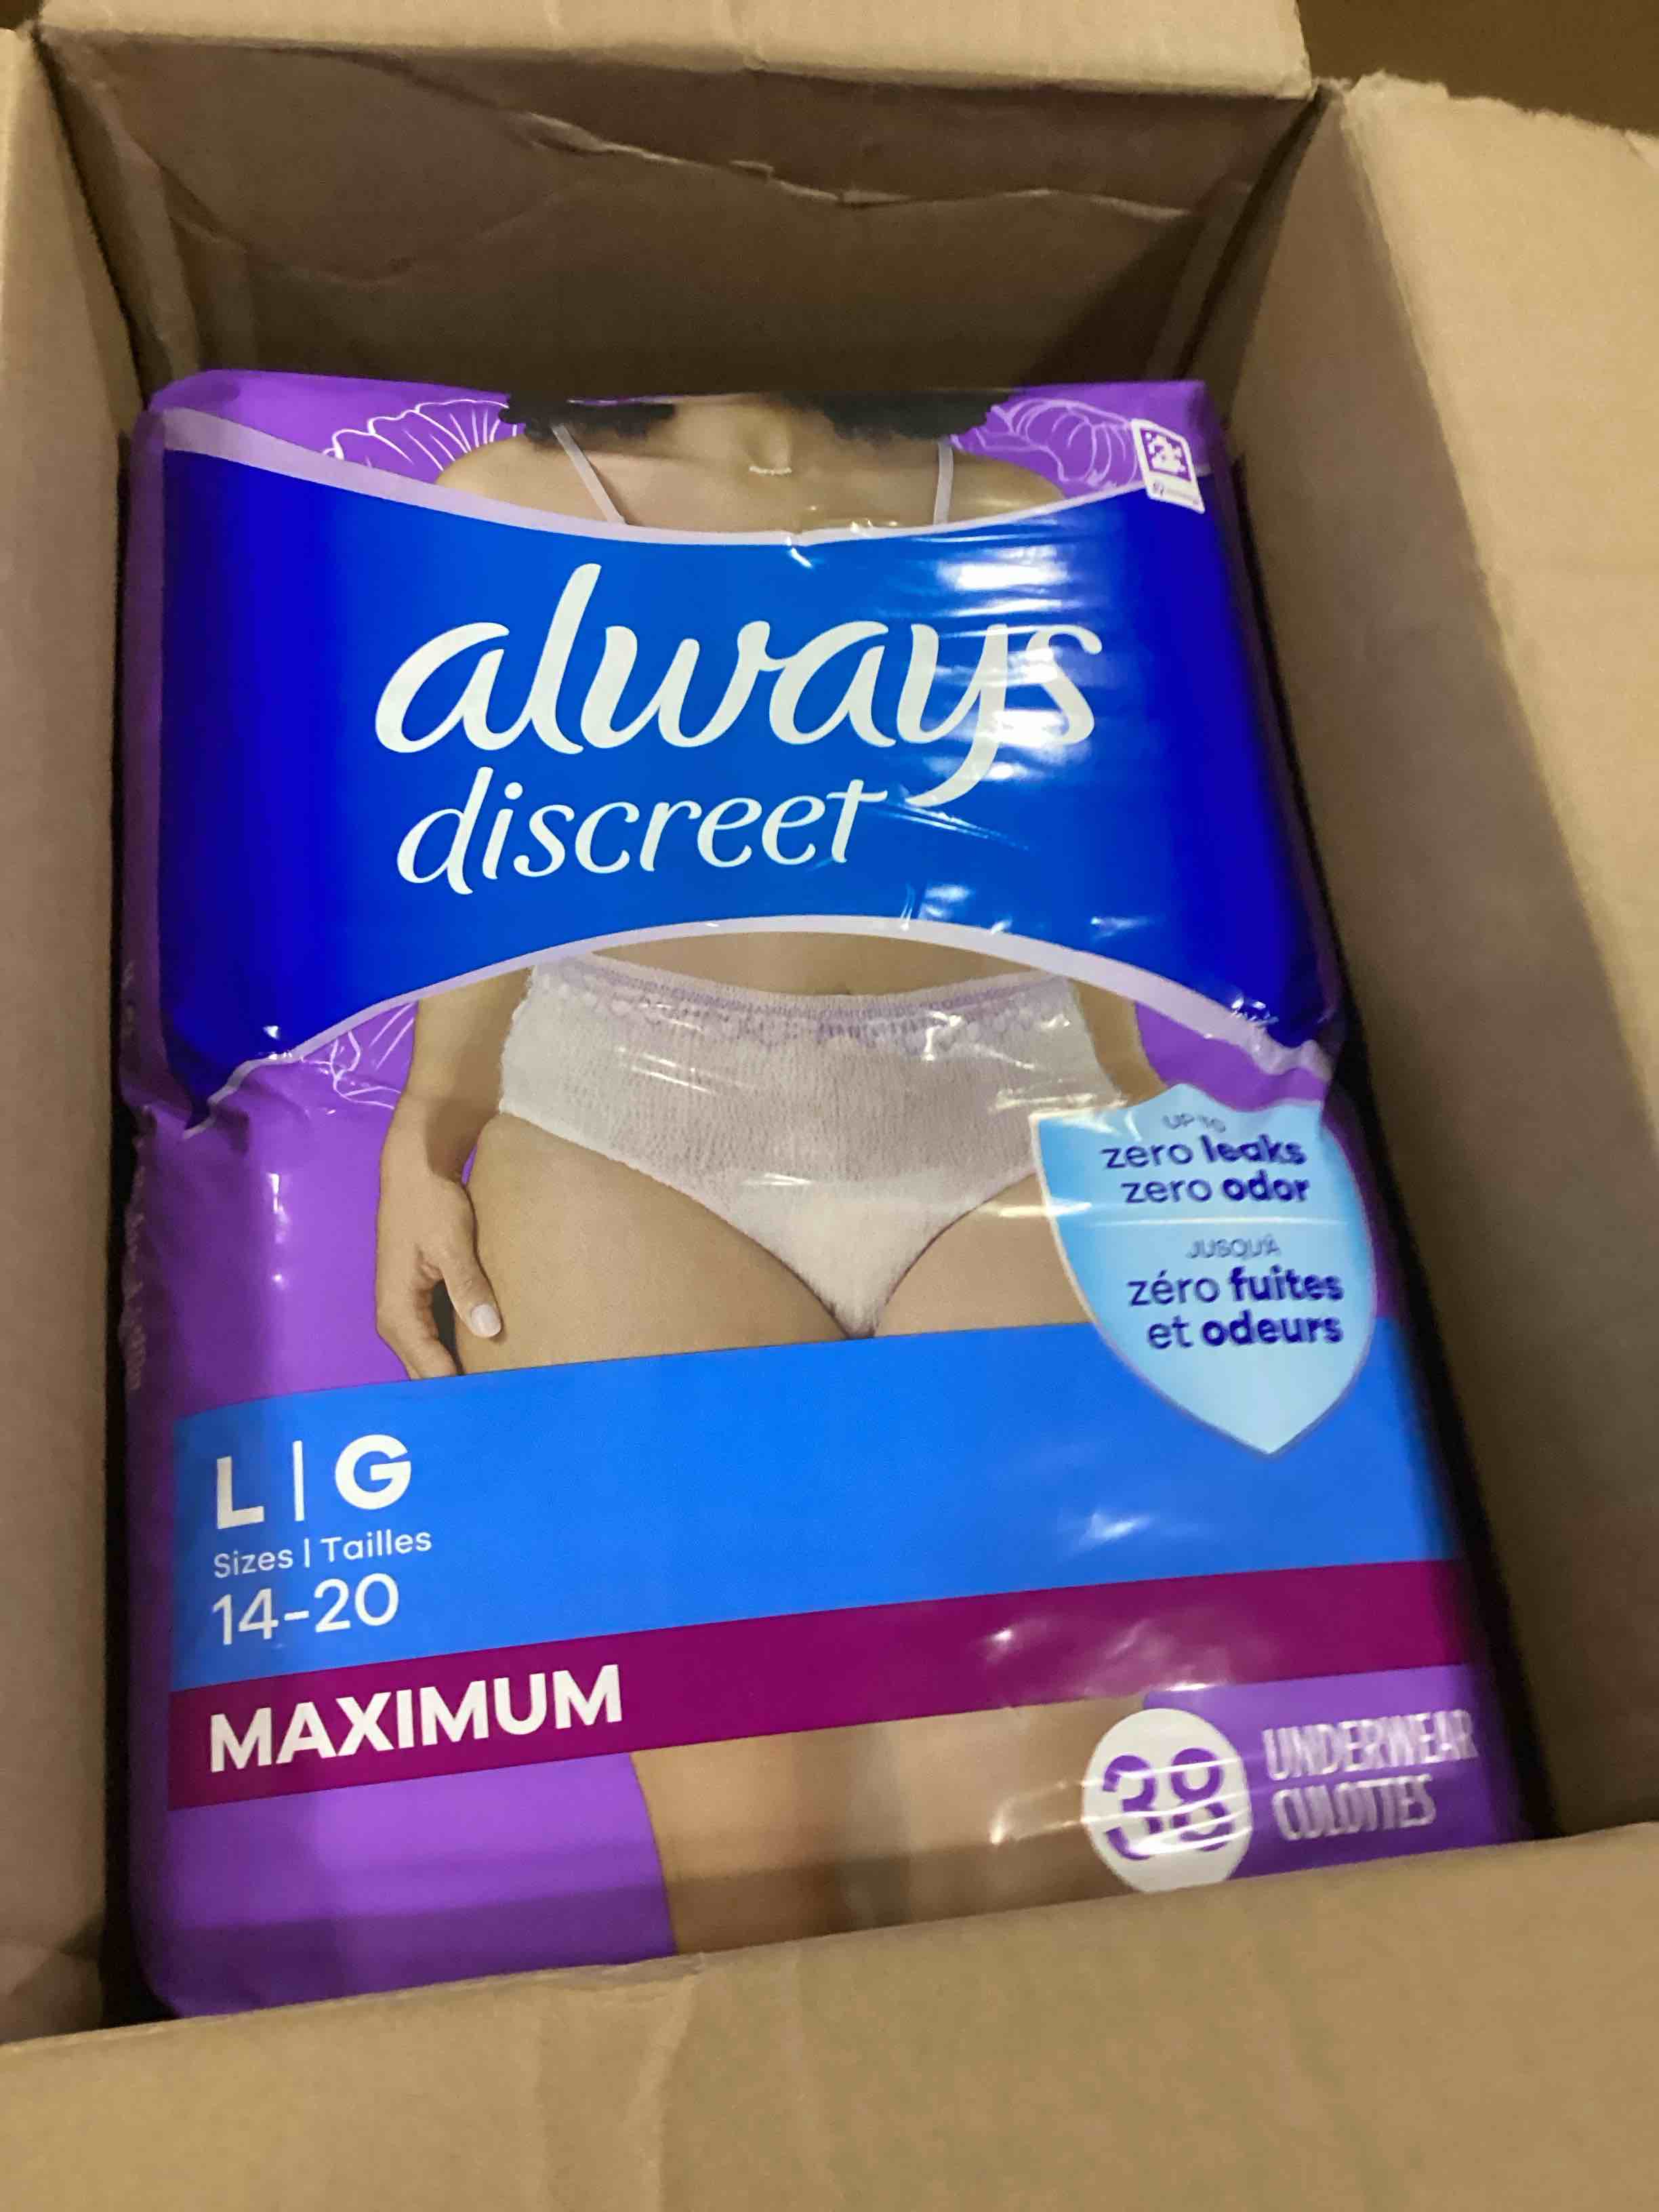 always
discreet
UP TO
zero leaks
zero odor
JUSQU'À
zéro fuites
et odeurs
L | G
Sizes | Tailles
14-20
MAXIMUM
38
UNDERWEAR
CULOTTES